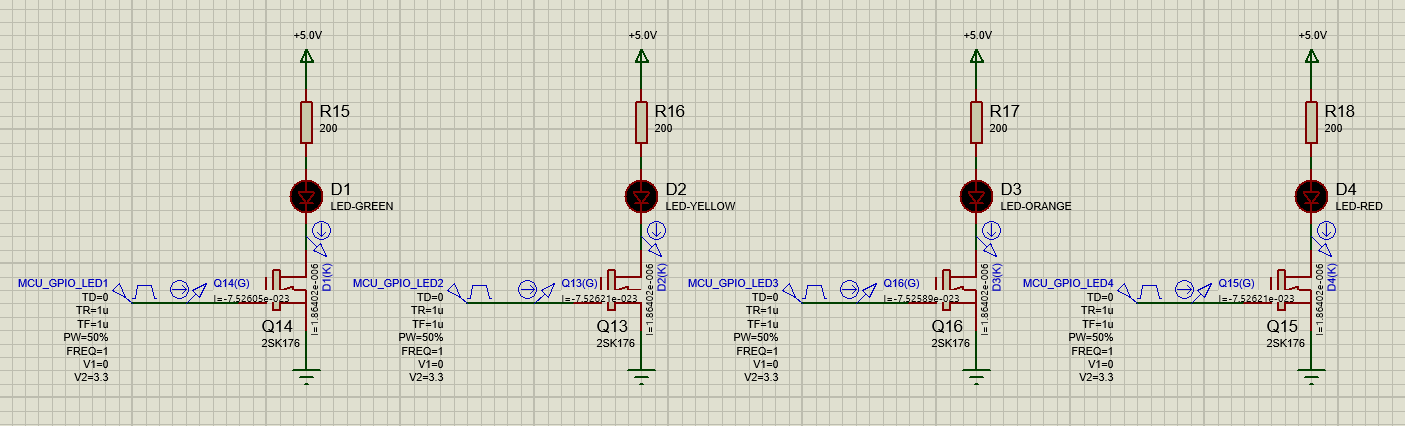 +5.0V
R15
200
D1
LED-GREEN
D1(K)
I=1.86402e-006
MCU_GPIO_LED1
TD=0
TR=1u
TF=1u
PW=50%
FREQ=1
V1=0
V2=3.3
Q14(G)
I=-7.52605e-023
Q14
2SK176
+5.0V
R16
200
D2
LED-YELLOW
D2(K)
I=1.86402e-006
MCU_GPIO_LED2
TD=0
TR=1u
TF=1u
PW=50%
FREQ=1
V1=0
V2=3.3
Q13(G)
I=-7.52621e-023
Q13
2SK176
+5.0V
R17
200
D3
LED-ORANGE
D3(K)
I=1.86402e-006
MCU_GPIO_LED3
TD=0
TR=1u
TF=1u
PW=50%
FREQ=1
V1=0
V2=3.3
Q16(G)
I=-7.52589e-023
Q16
2SK176
+5.0V
R18
200
D4
LED-RED
D4(K)
I=1.86402e-006
MCU_GPIO_LED4
TD=0
TR=1u
TF=1u
PW=50%
FREQ=1
V1=0
V2=3.3
Q15(G)
I=-7.52621e-023
Q15
2SK176